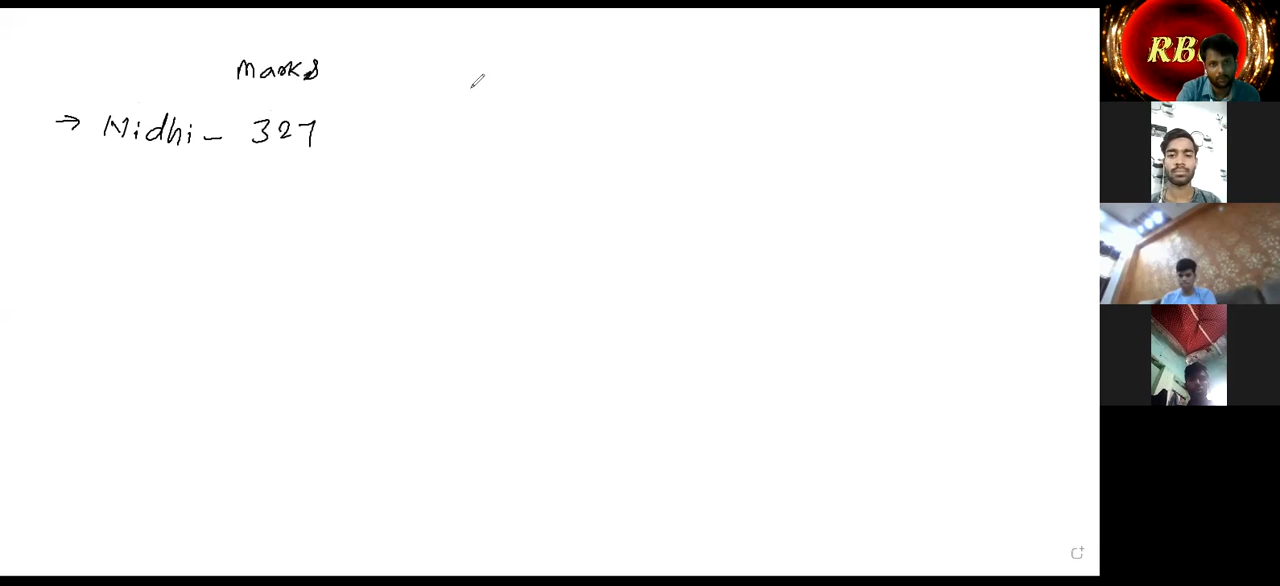 Marks
→ Nidhi - 327
RB